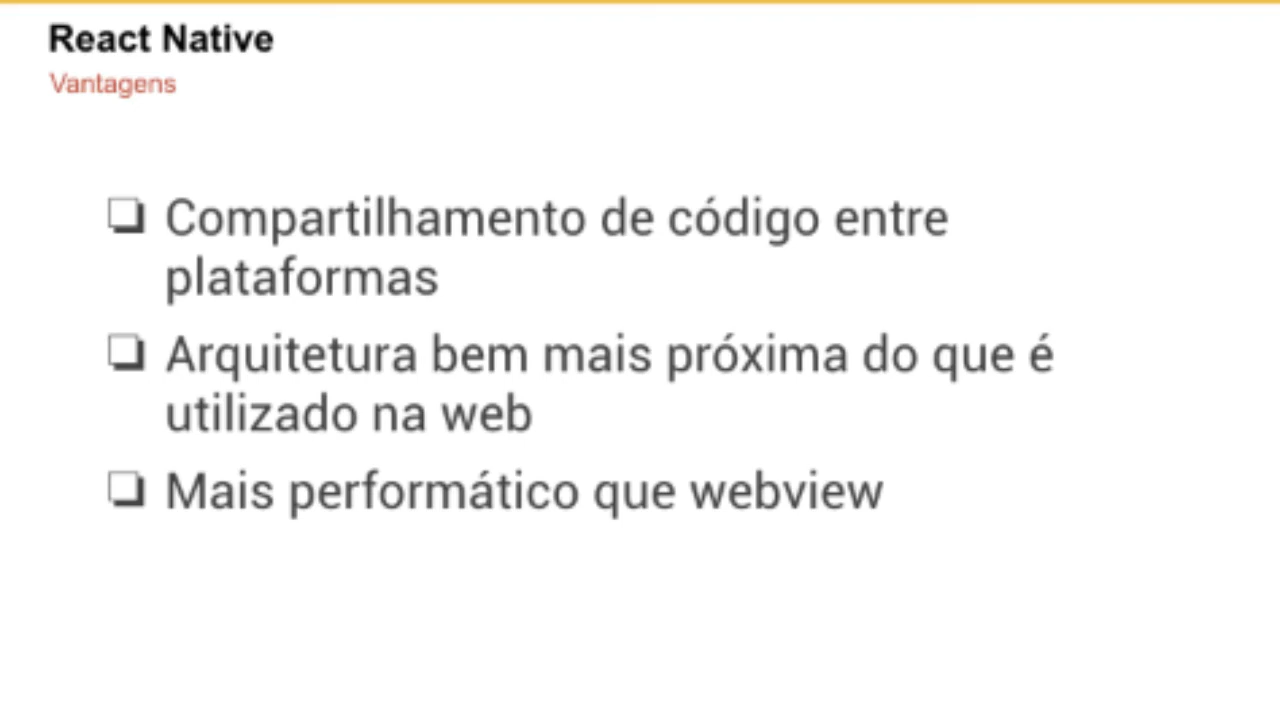 React Native
Vantagens
❏ Compartilhamento de código entre
plataformas
❏ Arquitetura bem mais próxima do que é
utilizado na web
❏ Mais performático que webview